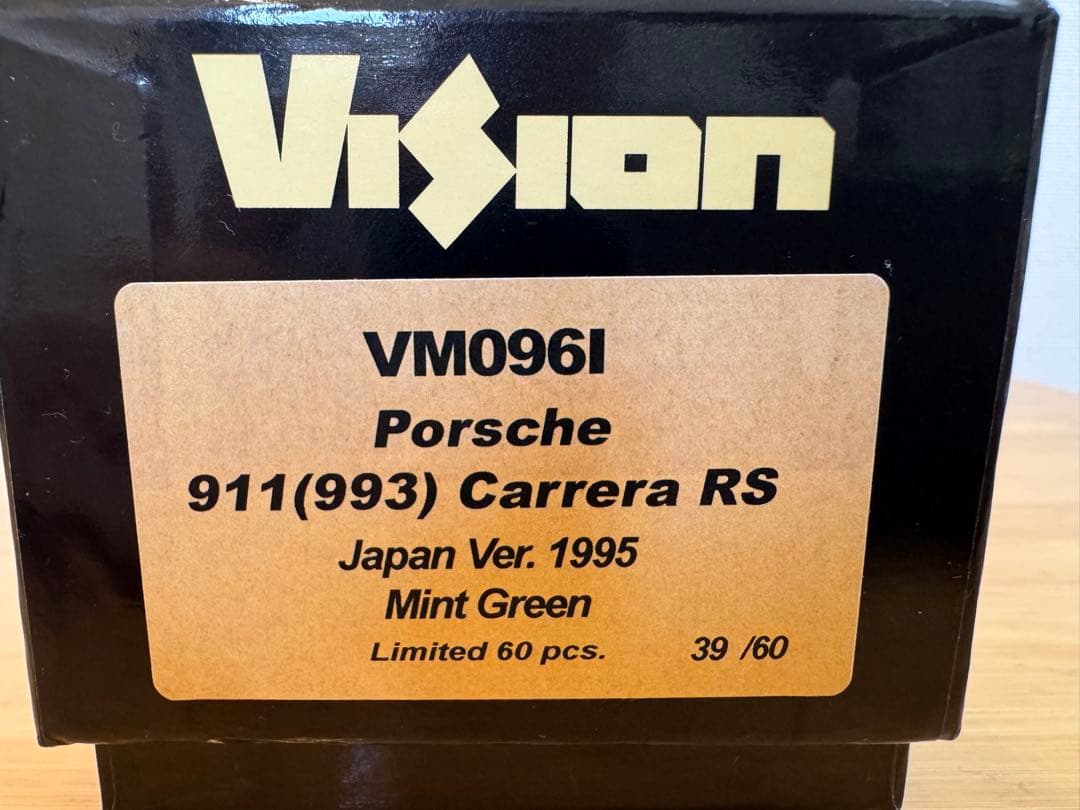 Vision
VM096I
Porsche
911(993) Carrera RS
Japan Ver. 1995
Mint Green
Limited 60 pcs. 39 /60